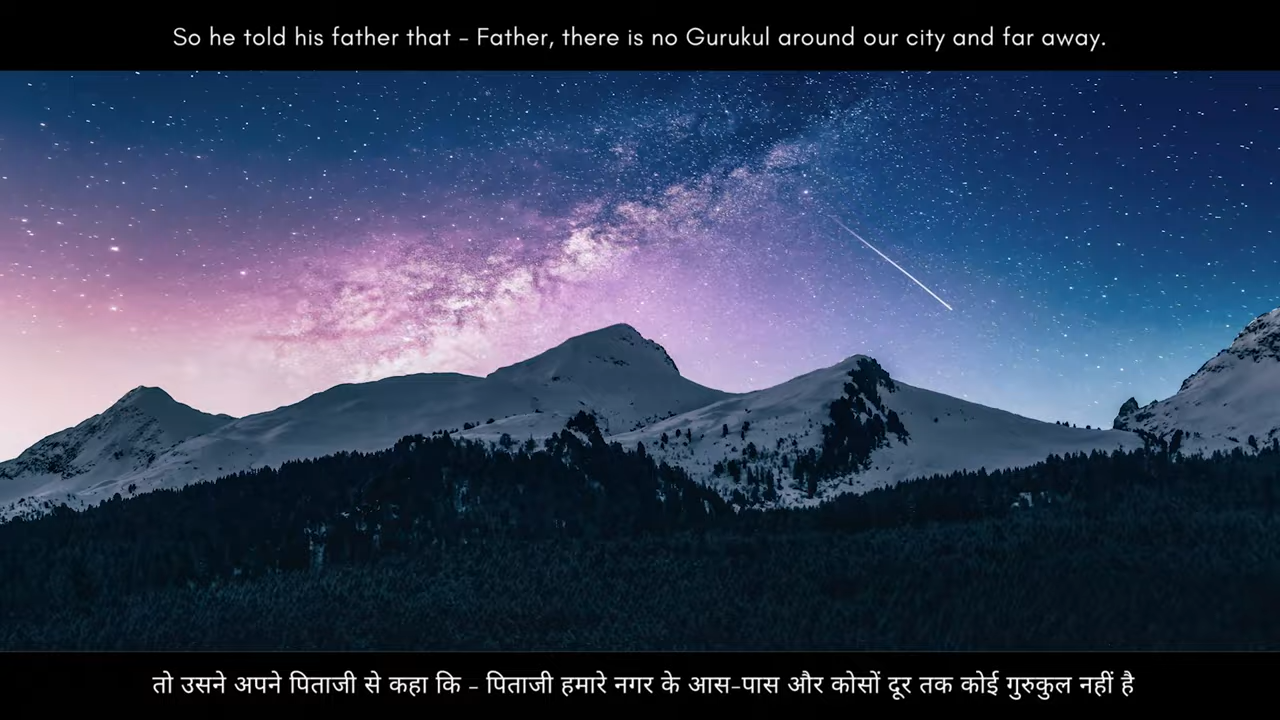 So he told his father that - Father, there is no Gurukul around our city and far away.
तो उसने अपने पिताजी से कहा कि - पिताजी हमारे नगर के आस-पास और कोसों दूर तक कोई गुरुकुल नहीं है